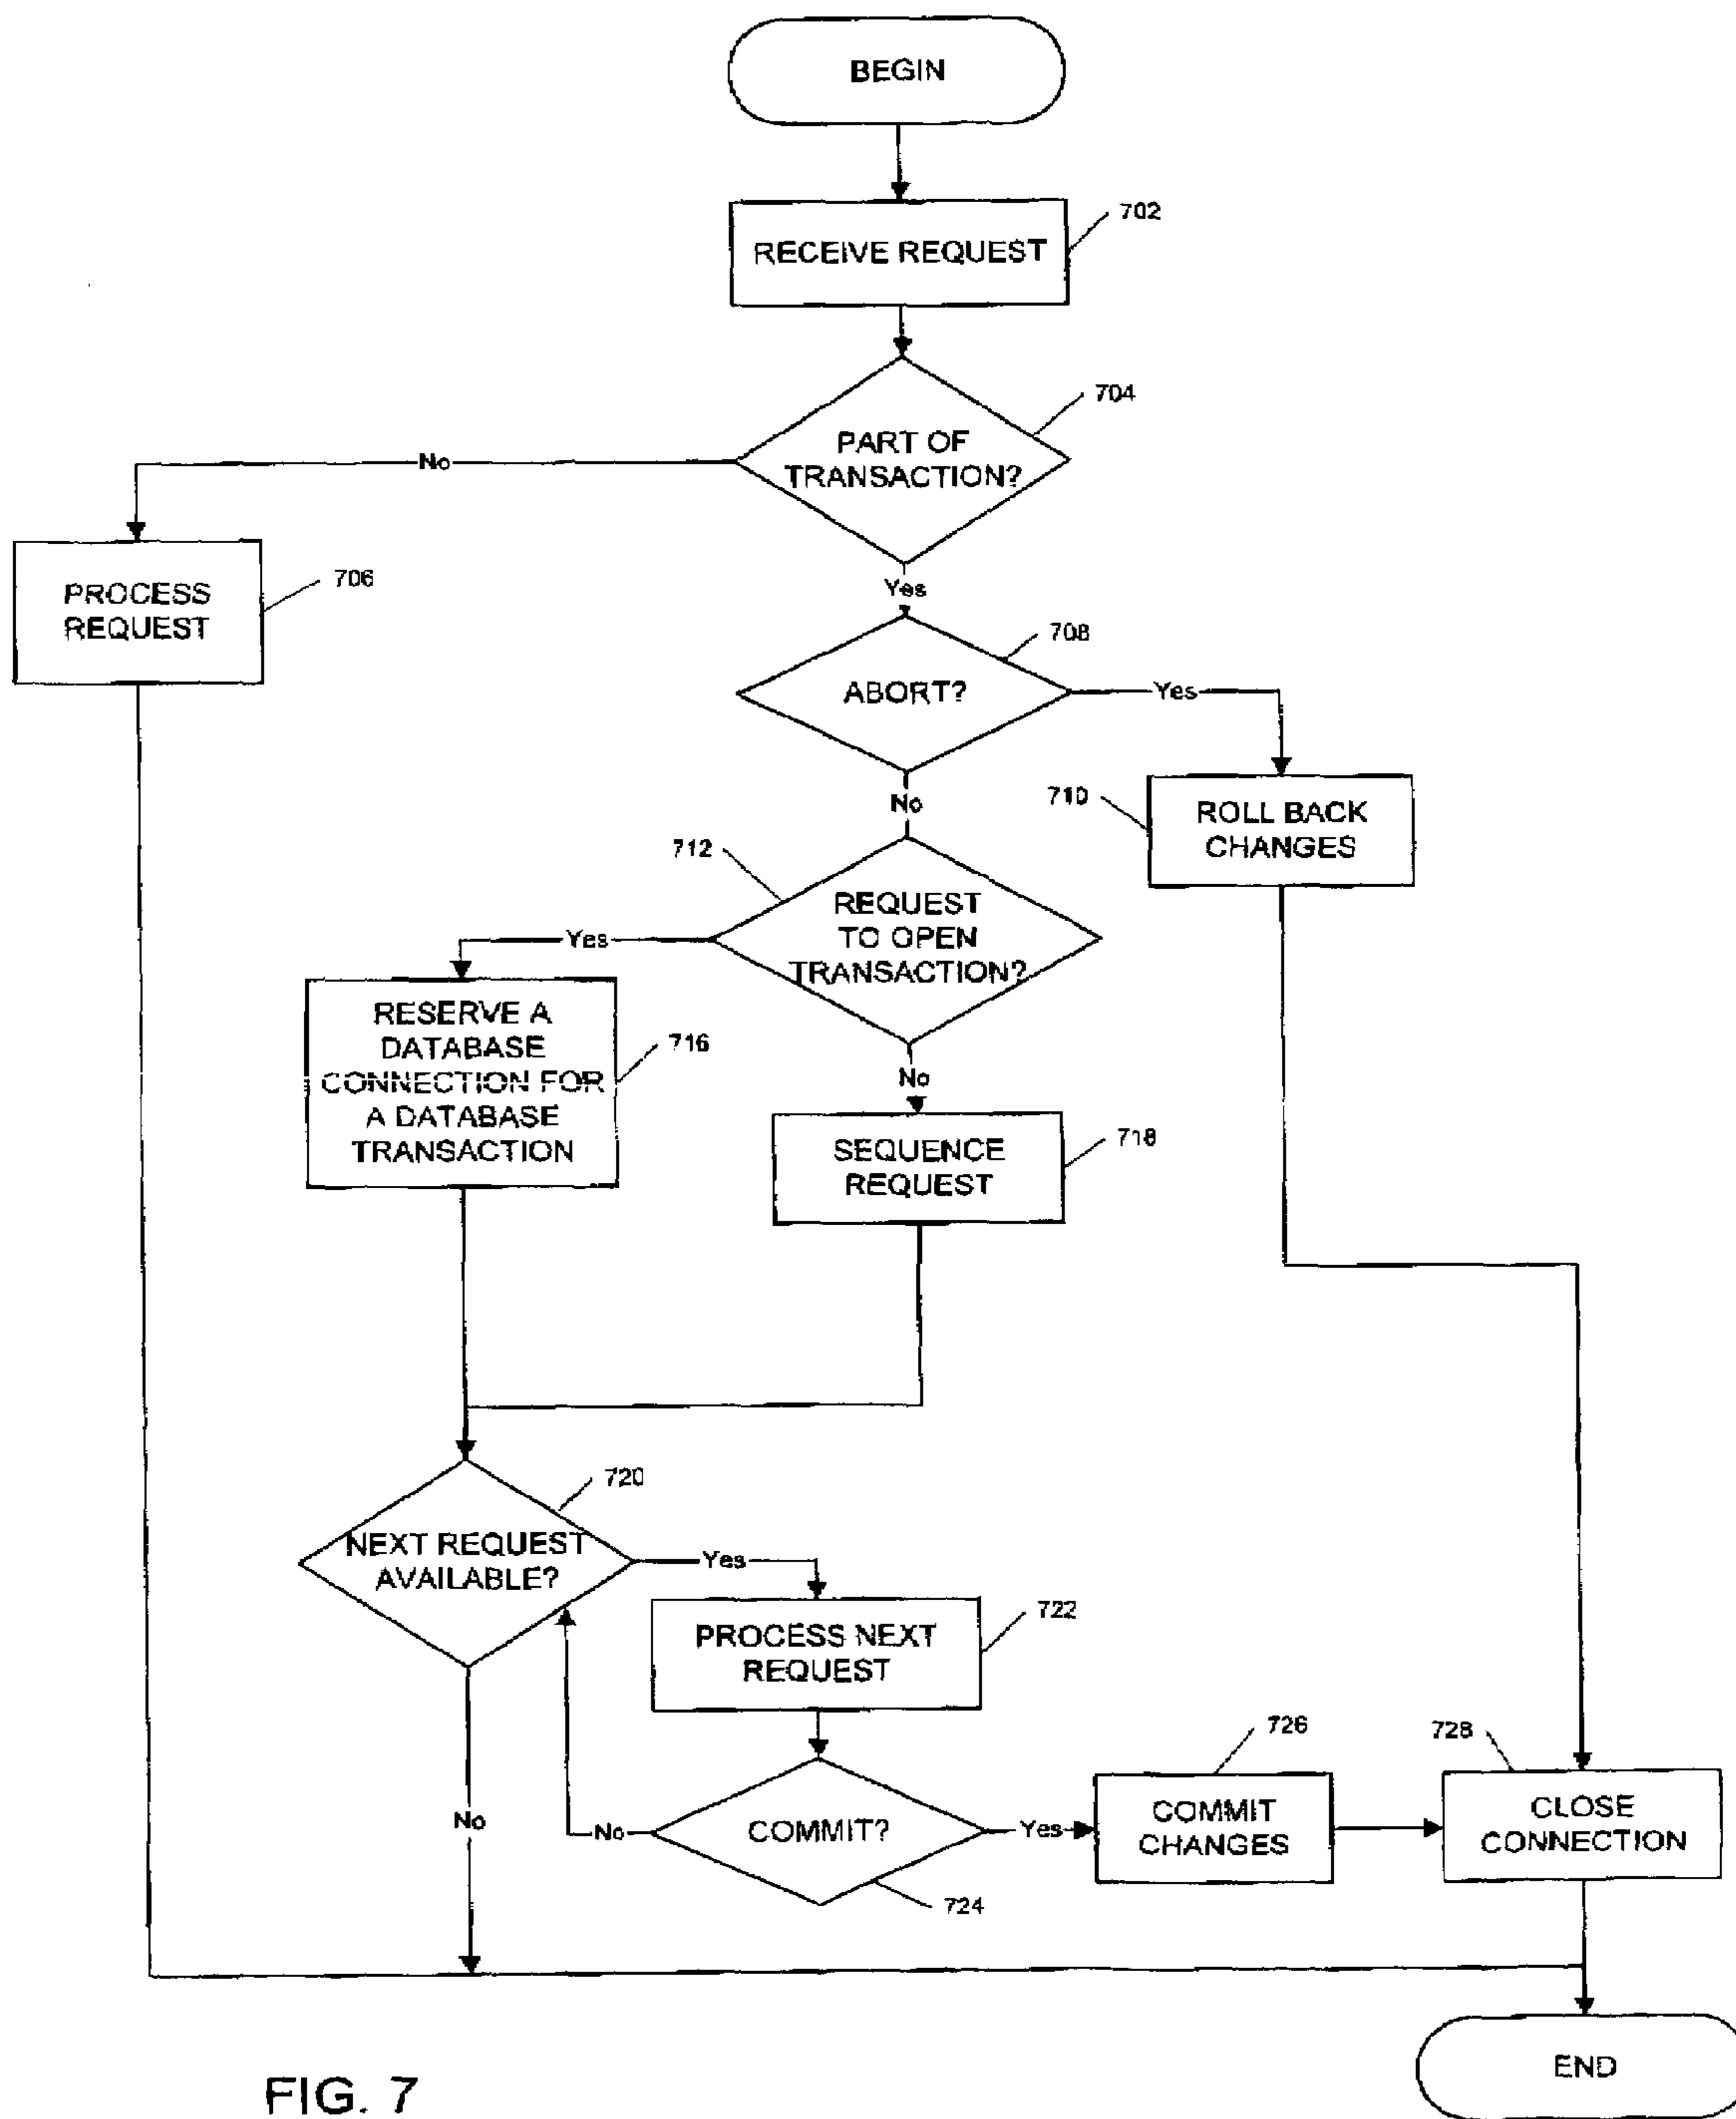 BEGIN
RECEIVE REQUEST
702
PART OF
TRANSACTION?
704
No
Yes
PROCESS
REQUEST
706
ABORT?
708
Yes
No
ROLL BACK
CHANGES
710
REQUEST
TO OPEN
TRANSACTION?
712
Yes
No
RESERVE A
DATABASE
CONNECTION FOR
A DATABASE
TRANSACTION
716
SEQUENCE
REQUEST
718
NEXT REQUEST
AVAILABLE?
720
Yes
No
PROCESS NEXT
REQUEST
722
COMMIT?
724
No
Yes
COMMIT
CHANGES
726
CLOSE
CONNECTION
728
END
FIG. 7